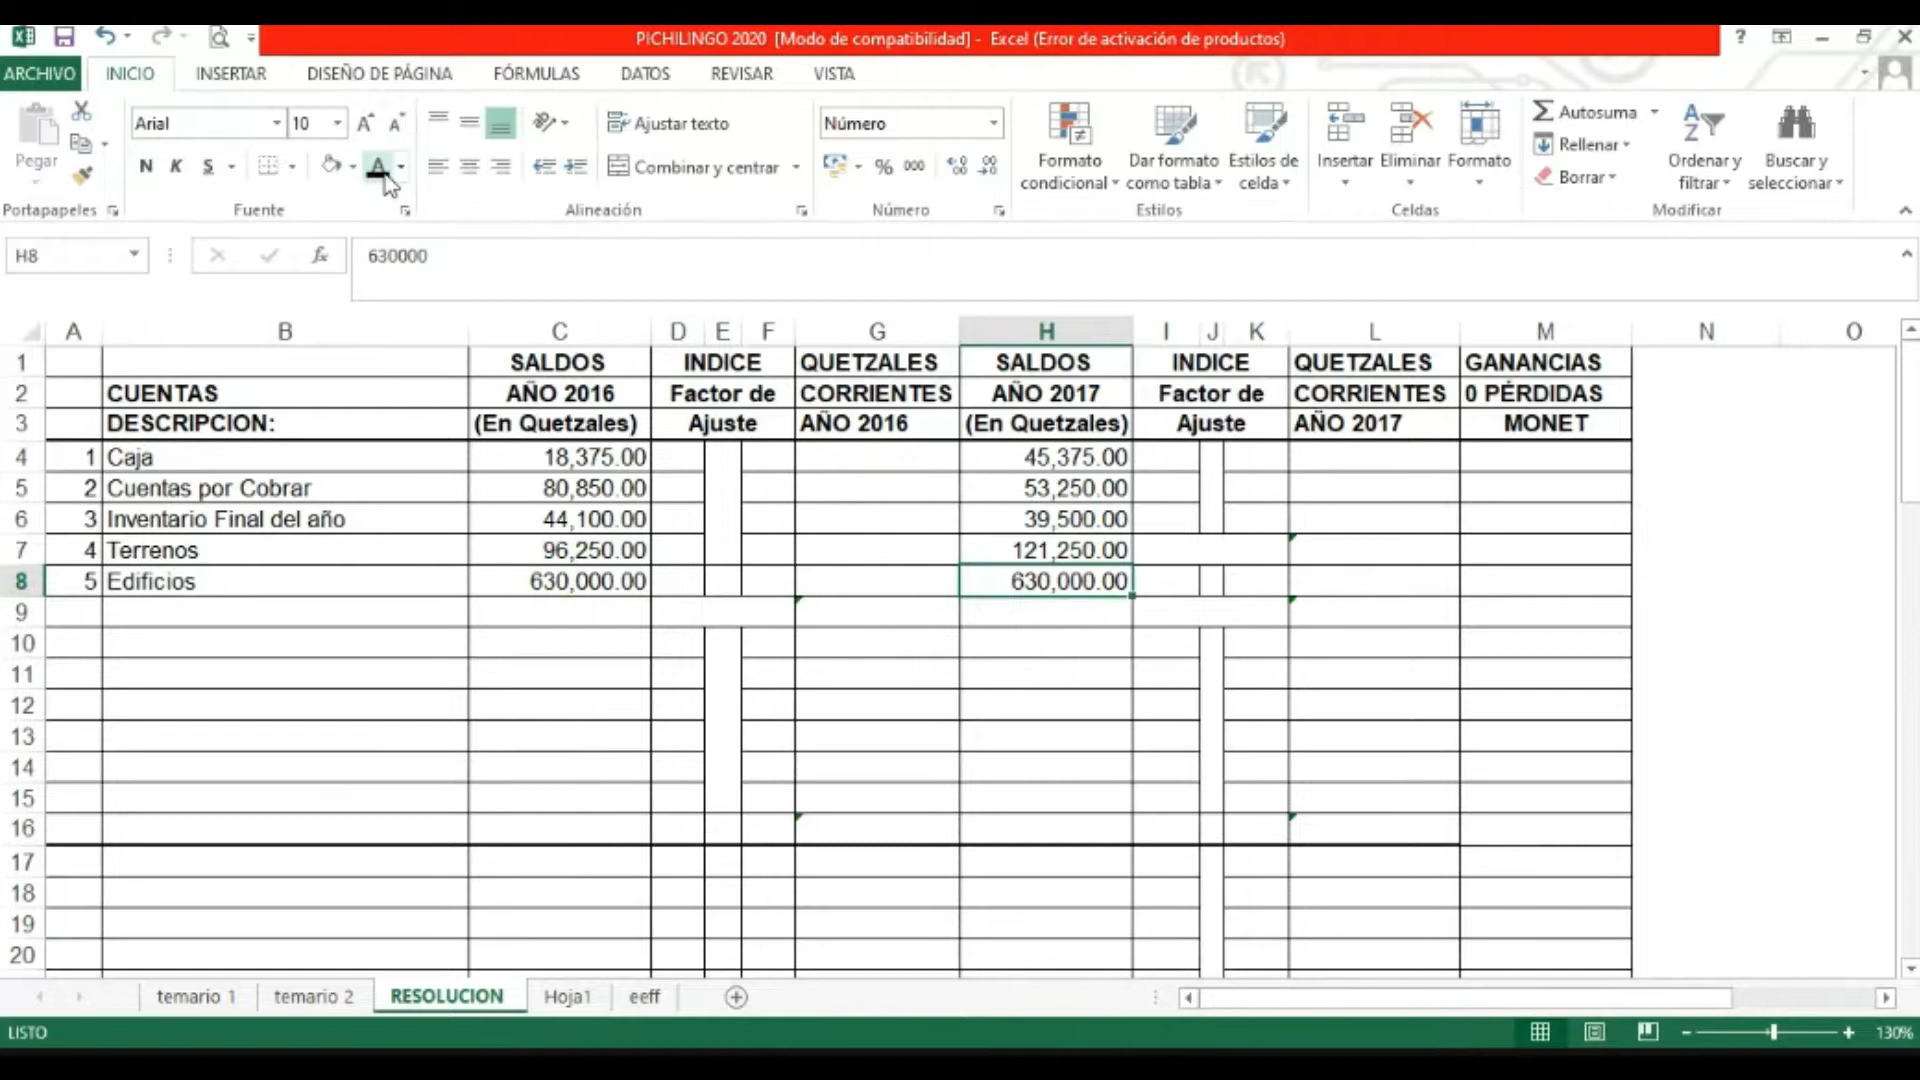 PICHILINGO 2020 [Modo de compatibilidad] - Excel (Error de activación de productos)
ARCHIVO INICIO INSERTAR DISEÑO DE PÁGINA FÓRMULAS DATOS REVISAR VISTA
Pegar
Portapapeles
Arial 10
N K S
Fuente
Ajustar texto
Combinar y centrar
Alineación
Número
% 000
Número
Formato condicional
Dar formato como tabla
Estilos de celda
Estilos
Insertar Eliminar Formato
Celdas
Autosuma
Rellenar
Borrar
Ordenar y filtrar
Buscar y seleccionar
Modificar
H8 fx 630000
A B C D E F G H I J K L M N O
1 SALDOS INDICE QUETZALES SALDOS INDICE QUETZALES GANANCIAS
2 CUENTAS AÑO 2016 Factor de CORRIENTES AÑO 2017 Factor de CORRIENTES 0 PÉRDIDAS
3 DESCRIPCION: (En Quetzales) Ajuste AÑO 2016 (En Quetzales) Ajuste AÑO 2017 MONET
4 1 Caja 18,375.00 45,375.00
5 2 Cuentas por Cobrar 80,850.00 53,250.00
6 3 Inventario Final del año 44,100.00 39,500.00
7 4 Terrenos 96,250.00 121,250.00
8 5 Edificios 630,000.00 630,000.00
9
10
11
12
13
14
15
16
17
18
19
20
temario 1 temario 2 RESOLUCION Hoja1 eeff
LISTO 130%